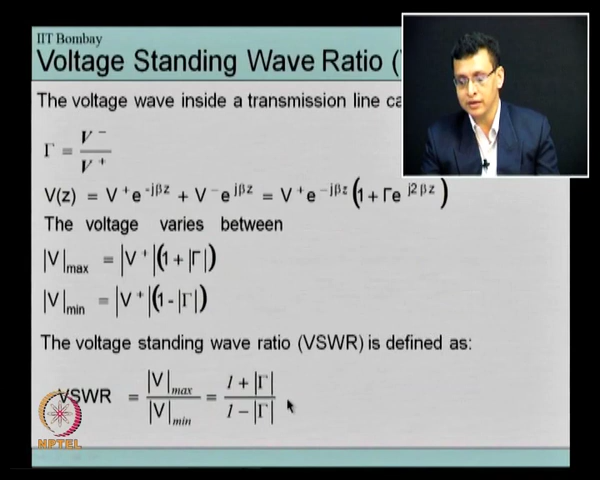 IIT Bombay
Voltage Standing Wave Ratio (
The voltage wave inside a transmission line ca
Γ = V⁻ / V⁺
V(z) = V⁺e^-jβz + V⁻e^jβz = V⁺e^-jβz (1 + Γe^j2βz)
The voltage varies between
|V|max = |V⁺|(1 + |Γ|)
|V|min = |V⁺|(1 - |Γ|)
The voltage standing wave ratio (VSWR) is defined as:
VSWR = |V|max / |V|min = 1 + |Γ| / 1 − |Γ|
NPTEL